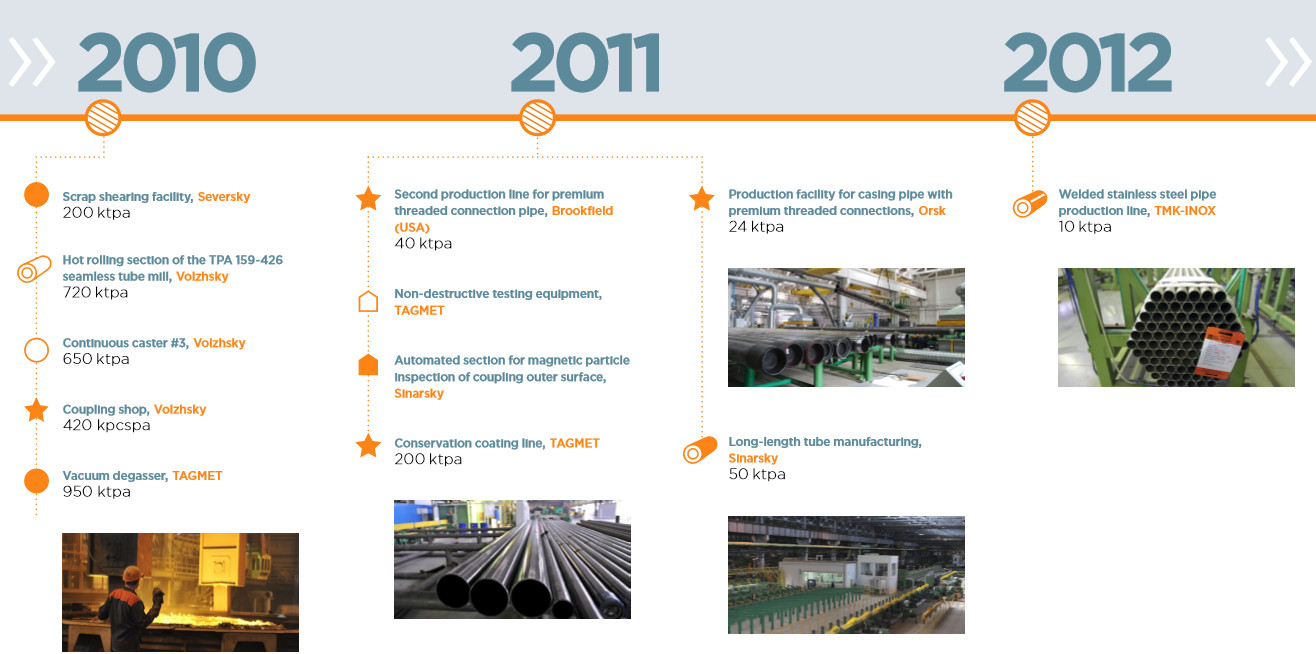 2010
2011
2012
Scrap shearing facility, Seversky
200 ktpa
Hot rolling section of the TPA 159-426
seamless tube mill, Volzhsky
720 ktpa
Continuous caster #3, Volzhsky
650 ktpa
Coupling shop, Volzhsky
420 kpcspa
Vacuum degasser, TAGMET
950 ktpa
Second production line for premium
threaded connection pipe, Brookfield
(USA)
40 ktpa
Non-destructive testing equipment,
TAGMET
Automated section for magnetic particle
inspection of coupling outer surface,
Sinarsky
Conservation coating line, TAGMET
200 ktpa
Production facility for casing pipe with
premium threaded connections, Orsk
24 ktpa
Long-length tube manufacturing,
Sinarsky
50 ktpa
Welded stainless steel pipe
production line, TMK-INOX
10 ktpa